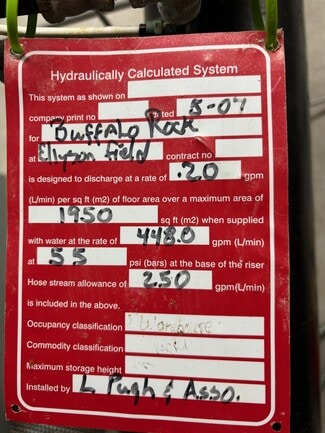 Hydraulically Calculated System
This system as shown on
company print no dated 5-07
for Buffalo Rock
at Ellyson Field contract no
is designed to discharge at a rate of .20 gpm
(L/min) per sq ft (m2) of floor area over a maximum area of
1950 sq ft (m2) when supplied
with water at the rate of 448.0 gpm (L/min)
at 55 psi (bars) at the base of the riser
Hose stream allowance of 250 gpm(L/min)
is included in the above.
Occupancy classification
Commodity classification
Maximum storage height
Installed by L Pugh & Asso.